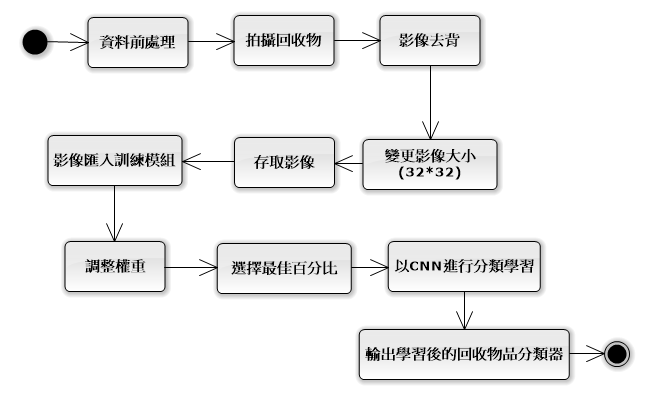 資料前處理
拍攝回收物
影像去背
變更影像大小
(32*32)
存取影像
影像匯入訓練模組
調整權重
選擇最佳百分比
以CNN進行分類學習
輸出學習後的回收物品分類器